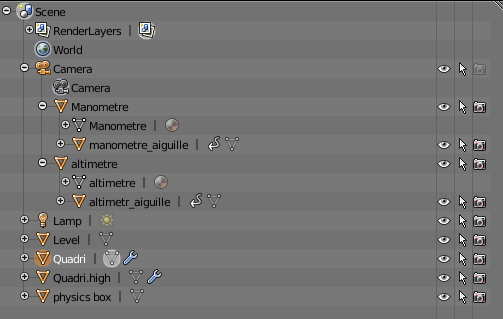 Scene
RenderLayers
World
Camera
Camera
Manometre
Manometre
manometre_aiguille
altimetre
altimetre
altimetr_aiguille
Lamp
Level
Quadri
Quadri.high
physics box